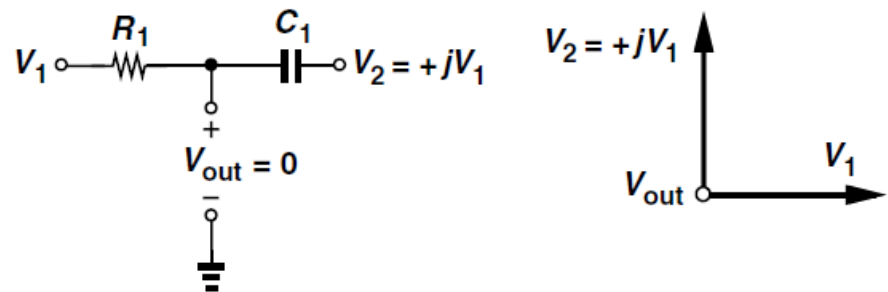 R1 C1
V1 V2 = +jV1
+
Vout = 0
−
V2 = +jV1
V1
Vout